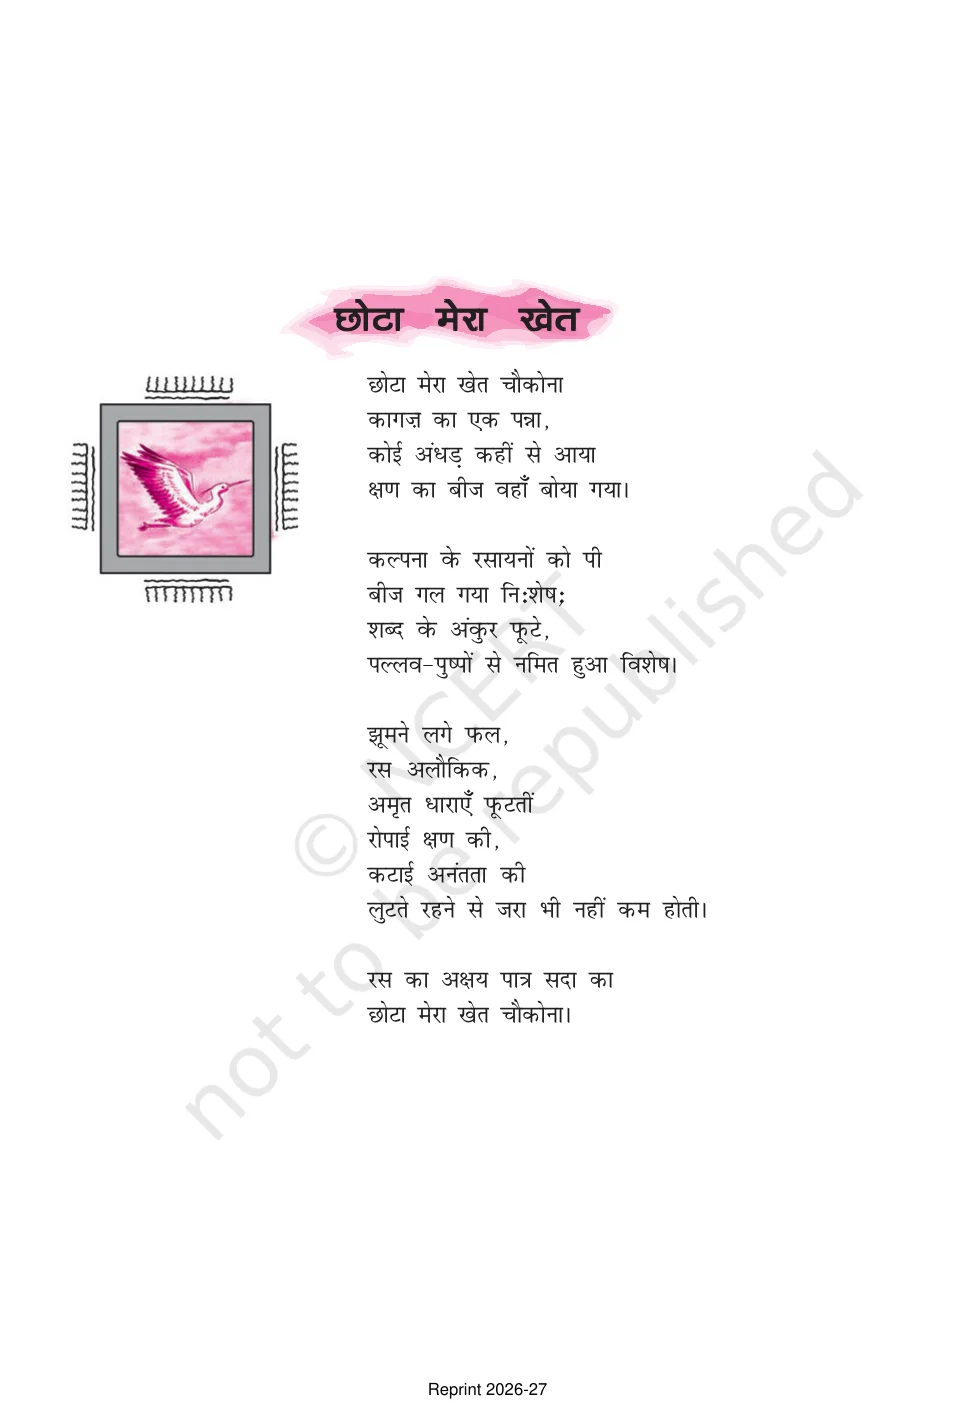 छोटा मेरा खेत
छोटा मेरा खेत चौकोना
कागज़ का एक पन्ना,
कोई अंधड़ कहीं से आया
क्षण का बीज वहाँ बोया गया।
कल्पना के रसायनों को पी
बीज गल गया नि:शेष;
शब्द के अंकुर फूटे,
पल्लव-पुष्पों से नमित हुआ विशेष।
झूमने लगे फल,
रस अलौकिक,
अमृत धाराएँ फूटतीं
रोपाई क्षण की,
कटाई अनंतता की
लुटते रहने से जरा भी नहीं कम होती।
रस का अक्षय पात्र सदा का
छोटा मेरा खेत चौकोना।
© NCERT
not to be republished
Reprint 2026-27